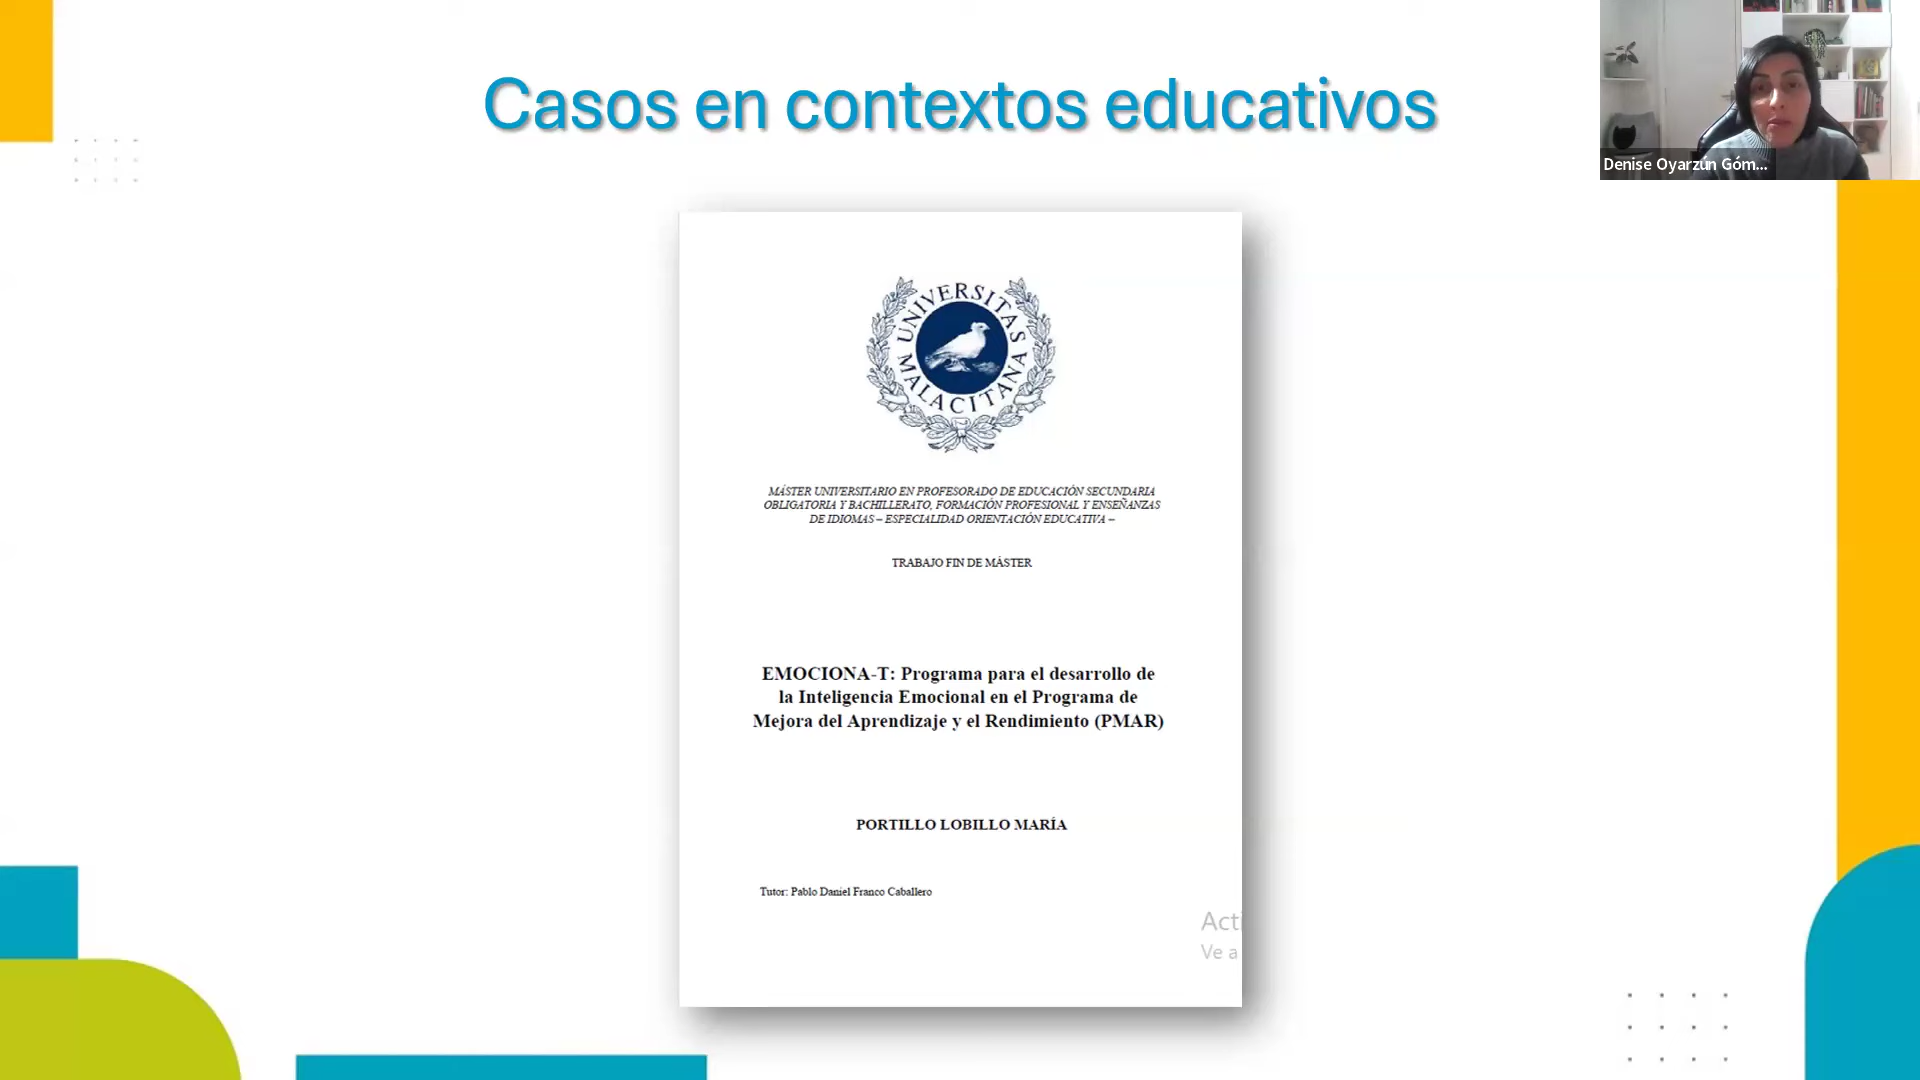 Casos en contextos educativos
Denise Oyarzún Góm...
UNIVERSITAS
MALACITANA
MÁSTER UNIVERSITARIO EN PROFESORADO DE EDUCACIÓN SECUNDARIA
OBLIGATORIA Y BACHILLERATO, FORMACIÓN PROFESIONAL Y ENSEÑANZAS
DE IDIOMAS – ESPECIALIDAD ORIENTACIÓN EDUCATIVA –
TRABAJO FIN DE MÁSTER
EMOCIONA-T: Programa para el desarrollo de
la Inteligencia Emocional en el Programa de
Mejora del Aprendizaje y el Rendimiento (PMAR)
PORTILLO LOBILLO MARÍA
Tutor: Pablo Daniel Franco Caballero
Acti
Ve a